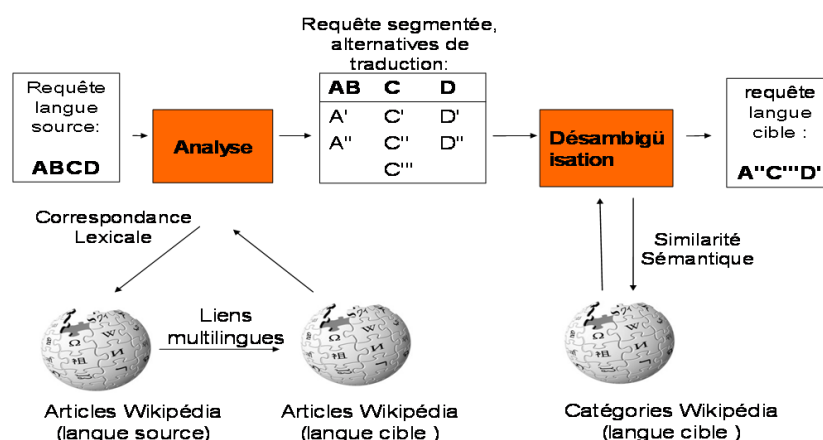 Requête segmentée,
alternatives de
traduction:
Requête
langue
source:
ABCD
Analyse
AB C D
A' C' D'
A'' C'' D''
C'''
Désambigü
isation
requête
langue
cible :
A''C'''D'
Correspondance
Lexicale
Similarité
Sémantique
Liens
multilingues
Articles Wikipédia
(langue source)
Articles Wikipédia
(langue cible )
Catégories Wikipédia
(langue cible )